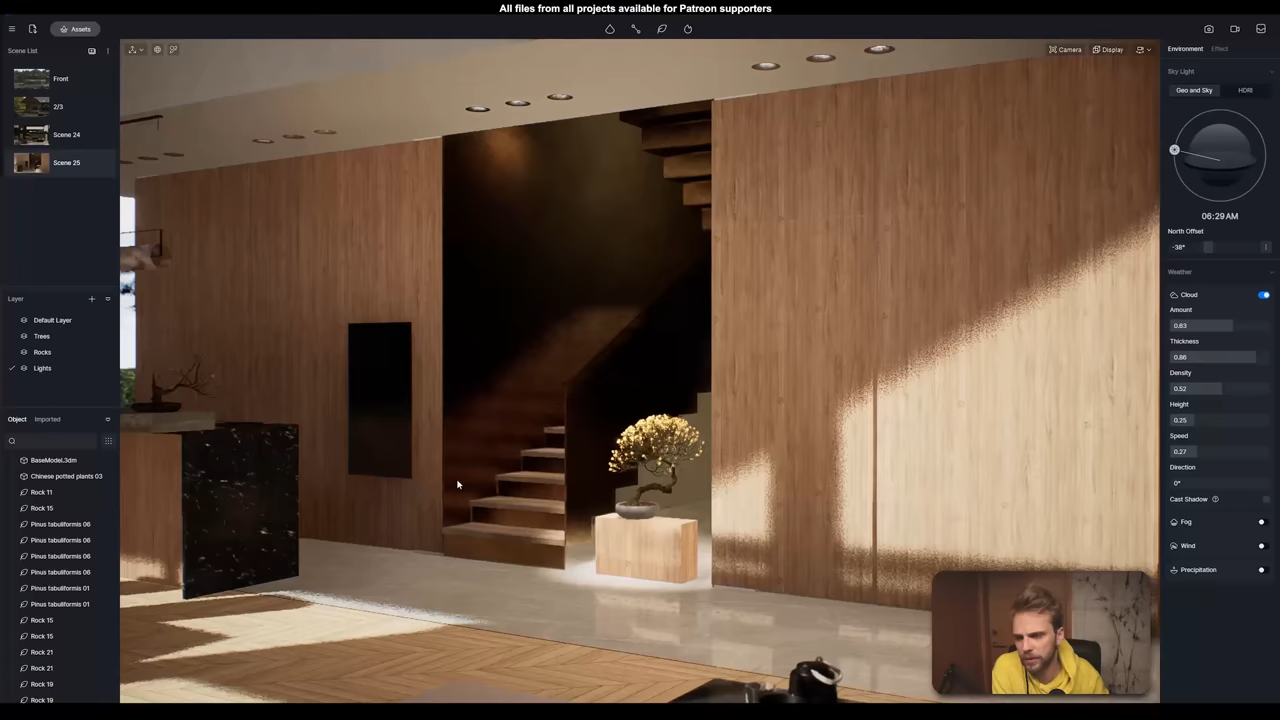 All files from all projects available for Patreon supporters
Assets
Scene List
Front
2/3
Scene 24
Scene 25
Layer
Default Layer
Trees
Rocks
Lights
Object Imported
BaseModel.3dm
Chinese potted plants 03
Rock 11
Rock 15
Pinus tabuliformis 06
Pinus tabuliformis 06
Pinus tabuliformis 06
Pinus tabuliformis 06
Pinus tabuliformis 01
Pinus tabuliformis 01
Rock 15
Rock 15
Rock 21
Rock 21
Rock 19
Rock 19
Camera Display
Environment Effect
Sky Light
Geo and Sky HDRI
06:29 AM
North Offset
-38°
Weather
Cloud
Amount
0.63
Thickness
0.86
Density
0.52
Height
0.25
Speed
0.27
Direction
0°
Cast Shadow
Fog
Wind
Precipitation